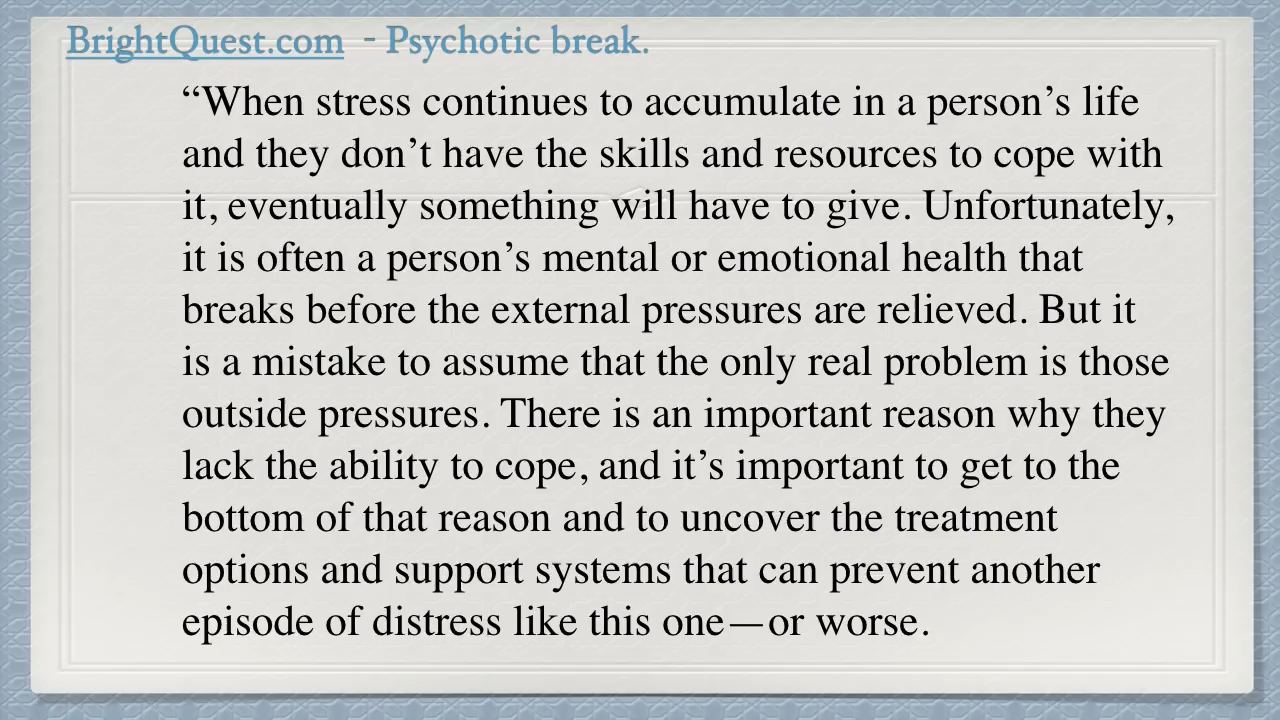 BrightQuest.com - Psychotic break.
“When stress continues to accumulate in a person’s life
and they don’t have the skills and resources to cope with
it, eventually something will have to give. Unfortunately,
it is often a person’s mental or emotional health that
breaks before the external pressures are relieved. But it
is a mistake to assume that the only real problem is those
outside pressures. There is an important reason why they
lack the ability to cope, and it’s important to get to the
bottom of that reason and to uncover the treatment
options and support systems that can prevent another
episode of distress like this one—or worse.